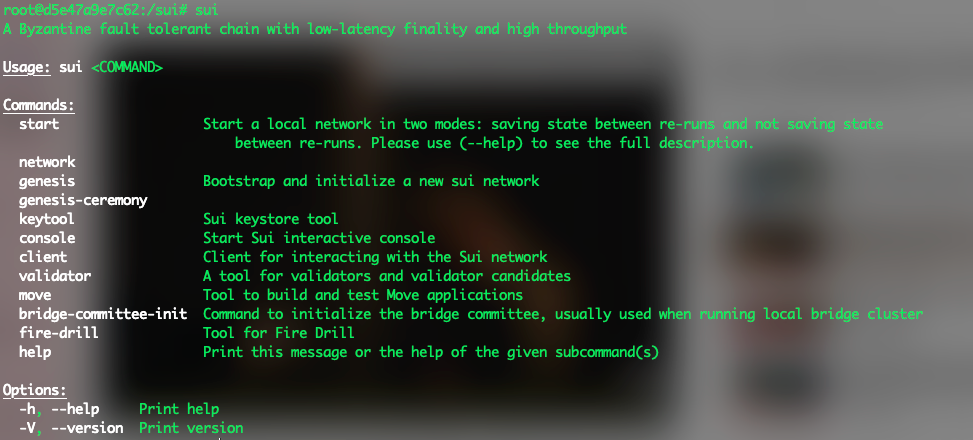 root@d5e47a9e7c62:/sui# sui
A Byzantine fault tolerant chain with low-latency finality and high throughput
Usage: sui <COMMAND>
Commands:
start Start a local network in two modes: saving state between re-runs and not saving state
between re-runs. Please use (--help) to see the full description.
network
genesis Bootstrap and initialize a new sui network
genesis-ceremony
keytool Sui keystore tool
console Start Sui interactive console
client Client for interacting with the Sui network
validator A tool for validators and validator candidates
move Tool to build and test Move applications
bridge-committee-init Command to initialize the bridge committee, usually used when running local bridge cluster
fire-drill Tool for Fire Drill
help Print this message or the help of the given subcommand(s)
Options:
-h, --help Print help
-V, --version Print version